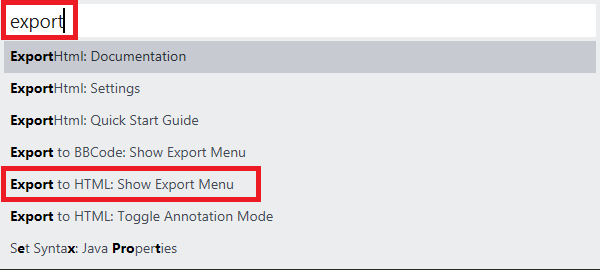 export
ExportHtml: Documentation
ExportHtml: Settings
ExportHtml: Quick Start Guide
Export to BBCode: Show Export Menu
Export to HTML: Show Export Menu
Export to HTML: Toggle Annotation Mode
Set Syntax: Java Properties